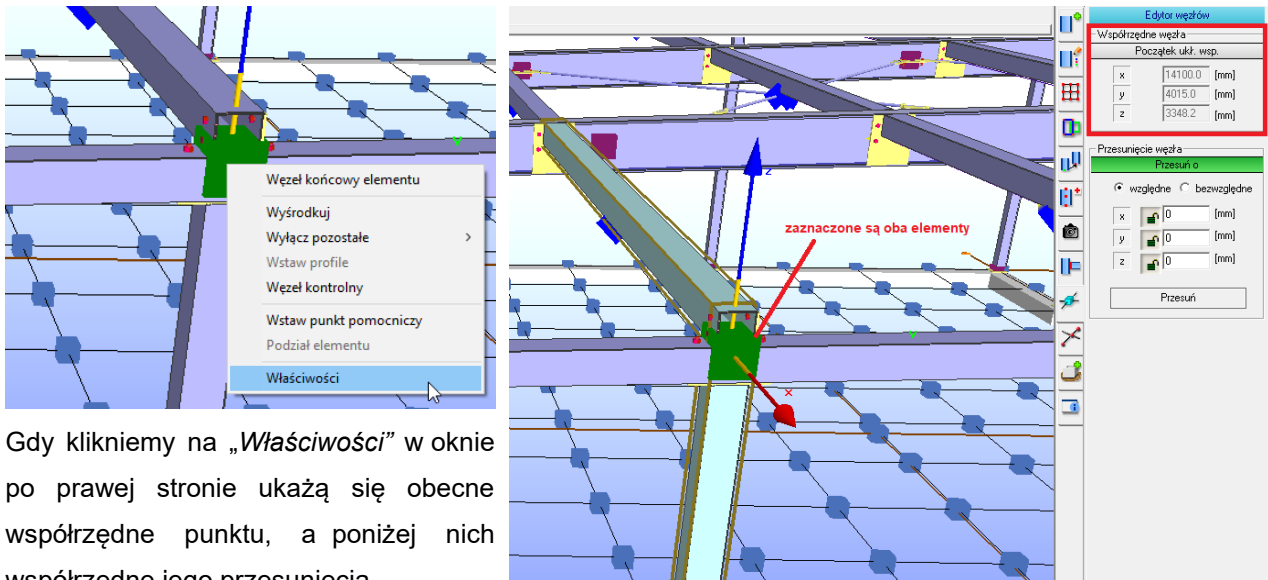 Węzeł końcowy elementu
Wyśrodkuj
Wyłącz pozostałe >
Wstaw profile
Węzeł kontrolny
Wstaw punkt pomocniczy
Podział elementu
Właściwości
Gdy klikniemy na „Właściwości” w oknie
po prawej stronie ukażą się obecne
współrzędne punktu, a poniżej nich
współrzędne jego przesunięcia
z
zaznaczone są oba elementy
x
Edytor węzłów
Współrzędne węzła
Początek ukł. wsp.
x 14100.0 [mm]
y 4015.0 [mm]
z 3348.2 [mm]
Przesunięcie węzła
Przesuń o
względne bezwzględne
x 0 [mm]
y 0 [mm]
z 0 [mm]
Przesuń